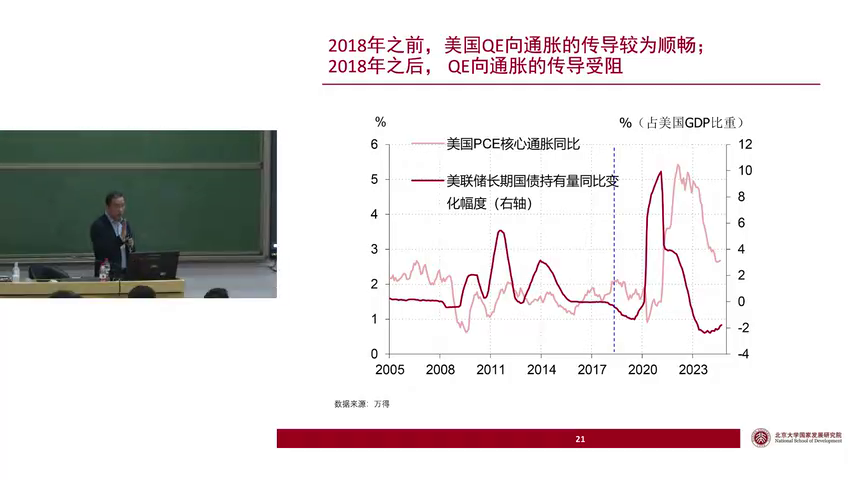 2018年之前，美国QE向通胀的传导较为顺畅；
2018年之后， QE向通胀的传导受阻
%
%（占美国GDP比重）
美国PCE核心通胀同比
美联储长期国债持有量同比变
化幅度（右轴）
6
5
4
3
2
1
0
12
10
8
6
4
2
0
-2
-4
2005
2008
2011
2014
2017
2020
2023
数据来源：万得
21
北京大学国家发展研究院
National School of Development